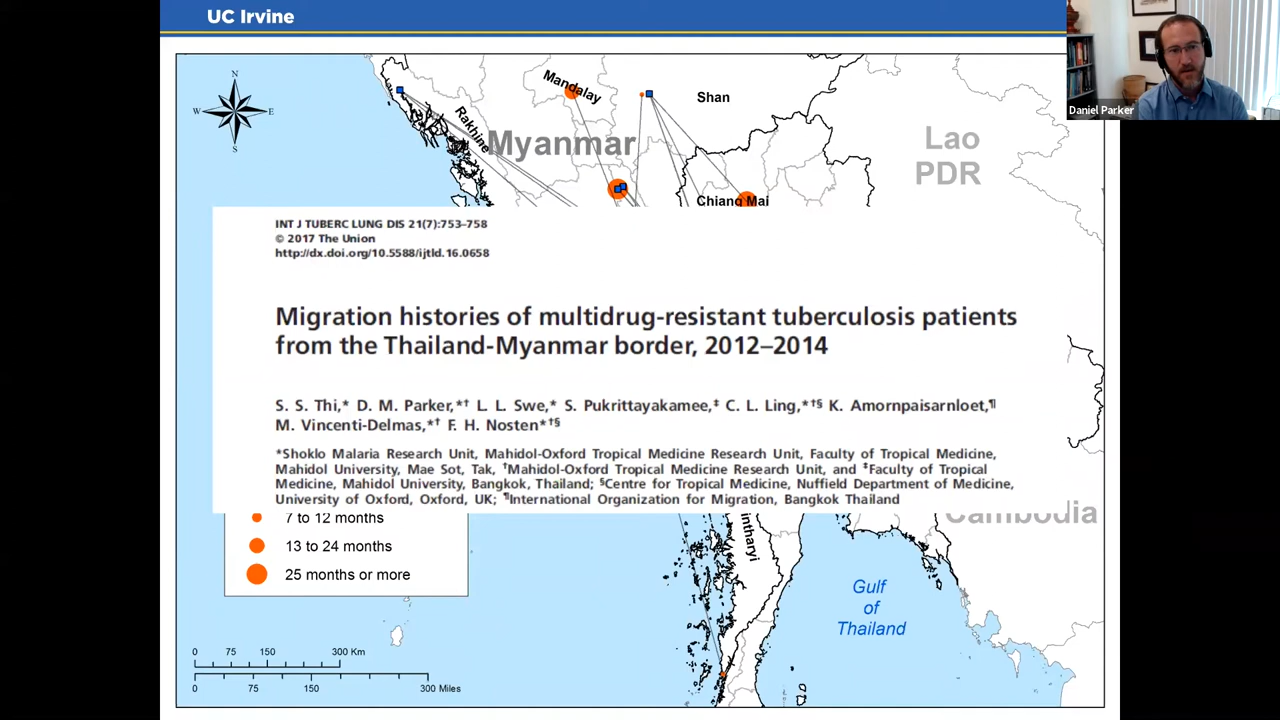 UC Irvine
Daniel Parker
N
W
E
S
Mandalay
Shan
Rakhine
Myanmar
Lao
PDR
Chiang Mai
INT J TUBERC LUNG DIS 21(7):753–758
© 2017 The Union
http://dx.doi.org/10.5588/ijtld.16.0658
Migration histories of multidrug-resistant tuberculosis patients
from the Thailand-Myanmar border, 2012–2014
S. S. Thi,* D. M. Parker,*† L. L. Swe,* S. Pukrittayakamee,‡ C. L. Ling,*†§ K. Amornpaisarnloet,¶
M. Vincenti-Delmas,*† F. H. Nosten*†§
*Shoklo Malaria Research Unit, Mahidol-Oxford Tropical Medicine Research Unit, Faculty of Tropical Medicine,
Mahidol University, Mae Sot, Tak, †Mahidol-Oxford Tropical Medicine Research Unit, and ‡Faculty of Tropical
Medicine, Mahidol University, Bangkok, Thailand; §Centre for Tropical Medicine, Nuffield Department of Medicine,
University of Oxford, Oxford, UK; ¶International Organization for Migration, Bangkok Thailand
Cambodia
7 to 12 months
13 to 24 months
25 months or more
intharyi
Gulf
of
Thailand
0 75 150 300 Km
0 75 150 300 Miles